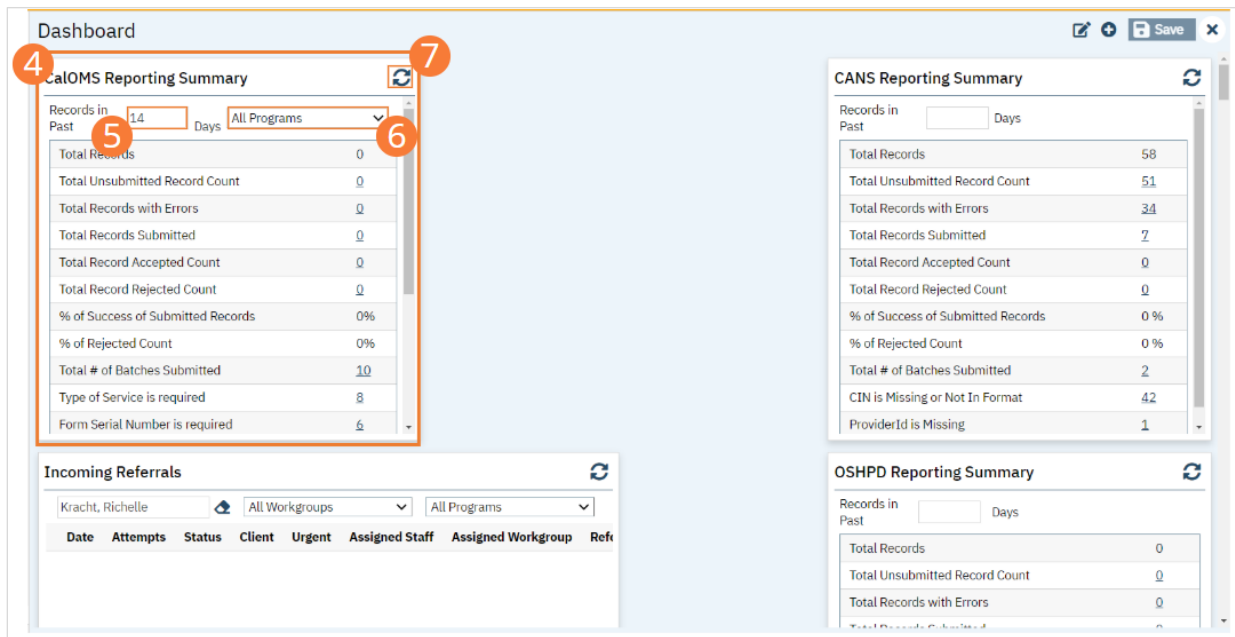 Dashboard
Save
4
7
CalOMS Reporting Summary
Records in Past 14 Days All Programs
5
6
Total Records 0
Total Unsubmitted Record Count 0
Total Records with Errors 0
Total Records Submitted 0
Total Record Accepted Count 0
Total Record Rejected Count 0
% of Success of Submitted Records 0%
% of Rejected Count 0%
Total # of Batches Submitted 10
Type of Service is required 8
Form Serial Number is required 6
CANS Reporting Summary
Records in Past Days
Total Records 58
Total Unsubmitted Record Count 51
Total Records with Errors 34
Total Records Submitted 7
Total Record Accepted Count 0
Total Record Rejected Count 0
% of Success of Submitted Records 0 %
% of Rejected Count 0 %
Total # of Batches Submitted 2
CIN is Missing or Not In Format 42
ProviderId is Missing 1
Incoming Referrals
Kracht, Richelle All Workgroups All Programs
Date Attempts Status Client Urgent Assigned Staff Assigned Workgroup Refe
OSHPD Reporting Summary
Records in Past Days
Total Records 0
Total Unsubmitted Record Count 0
Total Records with Errors 0
Total Records Submitted